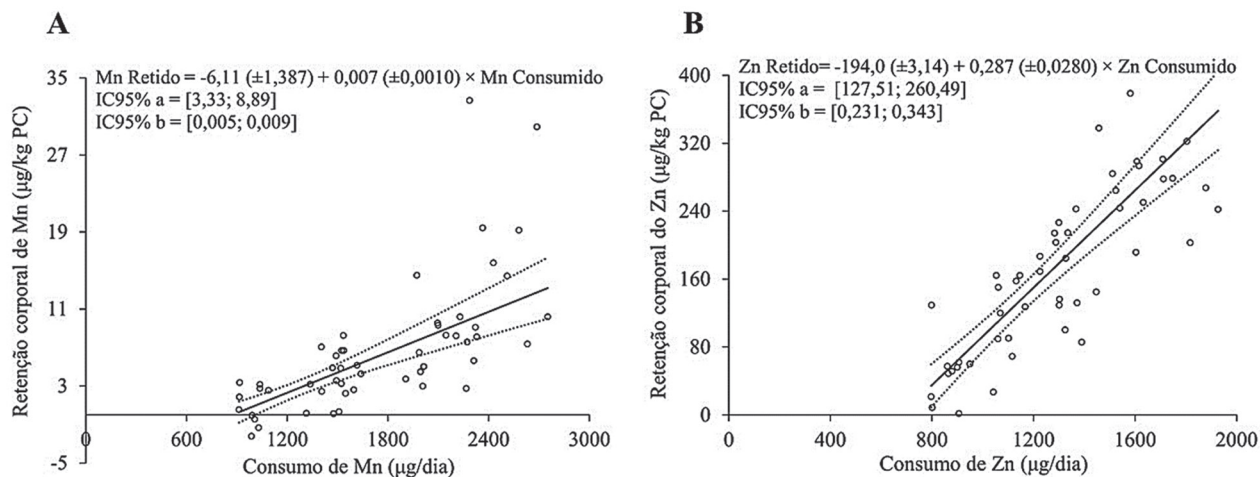 A
Mn Retido = -6,11 (±1,387) + 0,007 (±0,0010) × Mn Consumido
IC95% a = [3,33; 8,89]
IC95% b = [0,005; 0,009]
Retenção corporal de Mn (µg/kg PC)
35
27
19
11
3
-5
0
600
1200
1800
2400
3000
Consumo de Mn (µg/dia)
B
Zn Retido= -194,0 (±3,14) + 0,287 (±0,0280) × Zn Consumido
IC95% a = [127,51; 260,49]
IC95% b = [0,231; 0,343]
Retenção corporal do Zn (µg/kg PC)
400
320
240
160
80
0
0
400
800
1200
1600
2000
Consumo de Zn (µg/dia)